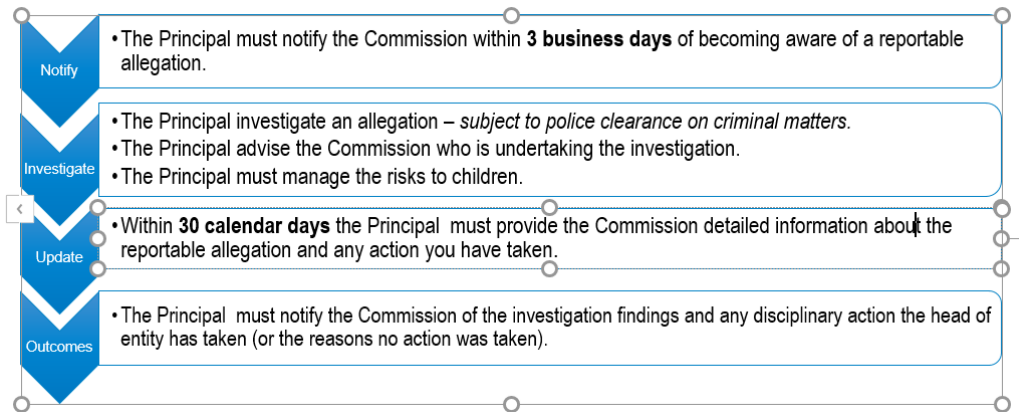 Notify
•The Principal must notify the Commission within 3 business days of becoming aware of a reportable
allegation.
Investigate
•The Principal investigate an allegation – subject to police clearance on criminal matters.
•The Principal advise the Commission who is undertaking the investigation.
•The Principal must manage the risks to children.
Update
•Within 30 calendar days the Principal  must provide the Commission detailed information about the
reportable allegation and any action you have taken.
Outcomes
•The Principal  must notify the Commission of the investigation findings and any disciplinary action the head of
entity has taken (or the reasons no action was taken).